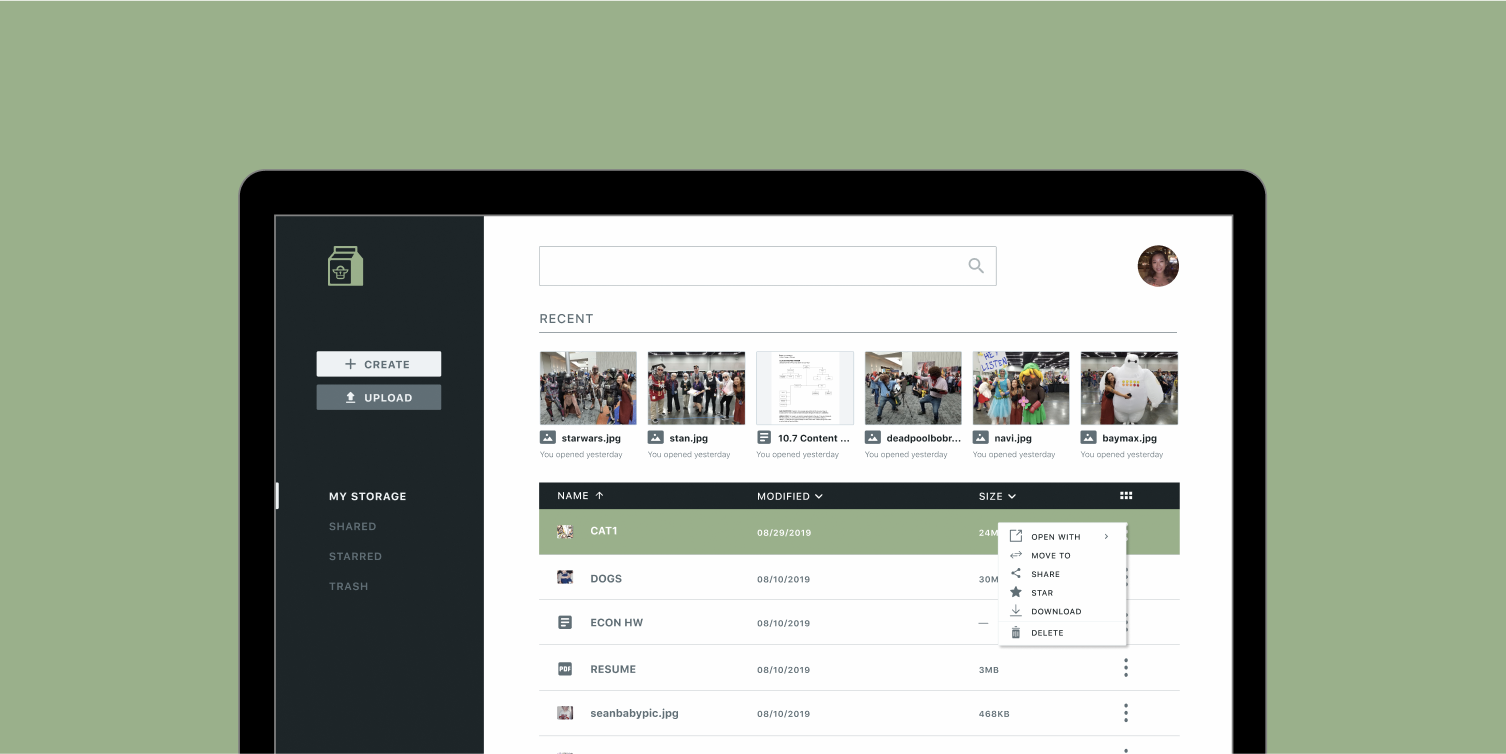 CREATE
UPLOAD
MY STORAGE
SHARED
STARRED
TRASH
RECENT
HEY LISTEN
starwars.jpg
stan.jpg
10.7 Content ...
deadpoolbobr...
navi.jpg
baymax.jpg
You opened yesterday
You opened yesterday
You opened yesterday
You opened yesterday
You opened yesterday
You opened yesterday
NAME MODIFIED SIZE
CAT1 08/29/2019 24M
DOGS 08/10/2019 30M
ECON HW 08/10/2019 —
PDF RESUME 08/10/2019 3MB
seanbabypic.jpg 08/10/2019 468KB
OPEN WITH
MOVE TO
SHARE
STAR
DOWNLOAD
DELETE